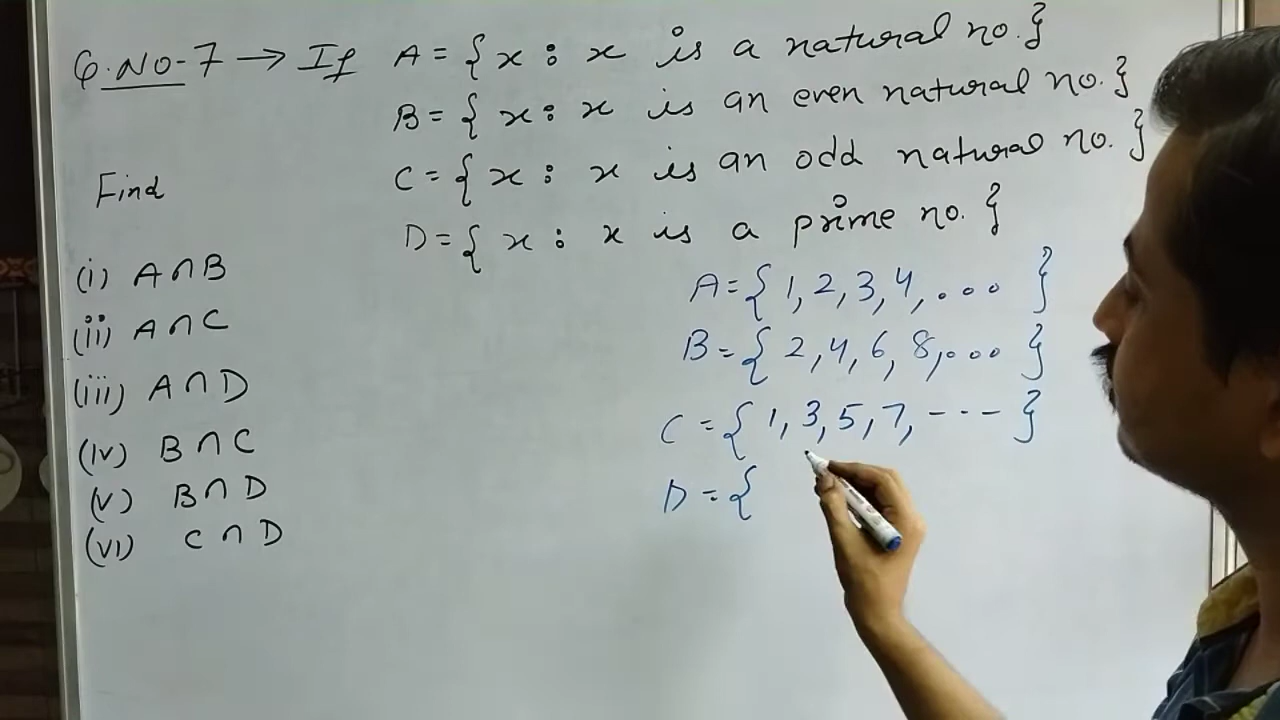 Q.No-7 → If A = { x : x is a natural no. }
B = { x : x is an even natural no. }
C = { x : x is an odd natural no. }
D = { x : x is a prime no. }
Find
(i) A ∩ B
(ii) A ∩ C
(iii) A ∩ D
(iv) B ∩ C
(v) B ∩ D
(vi) C ∩ D
A = { 1, 2, 3, 4, ... }
B = { 2, 4, 6, 8, ... }
C = { 1, 3, 5, 7, --- }
D = {